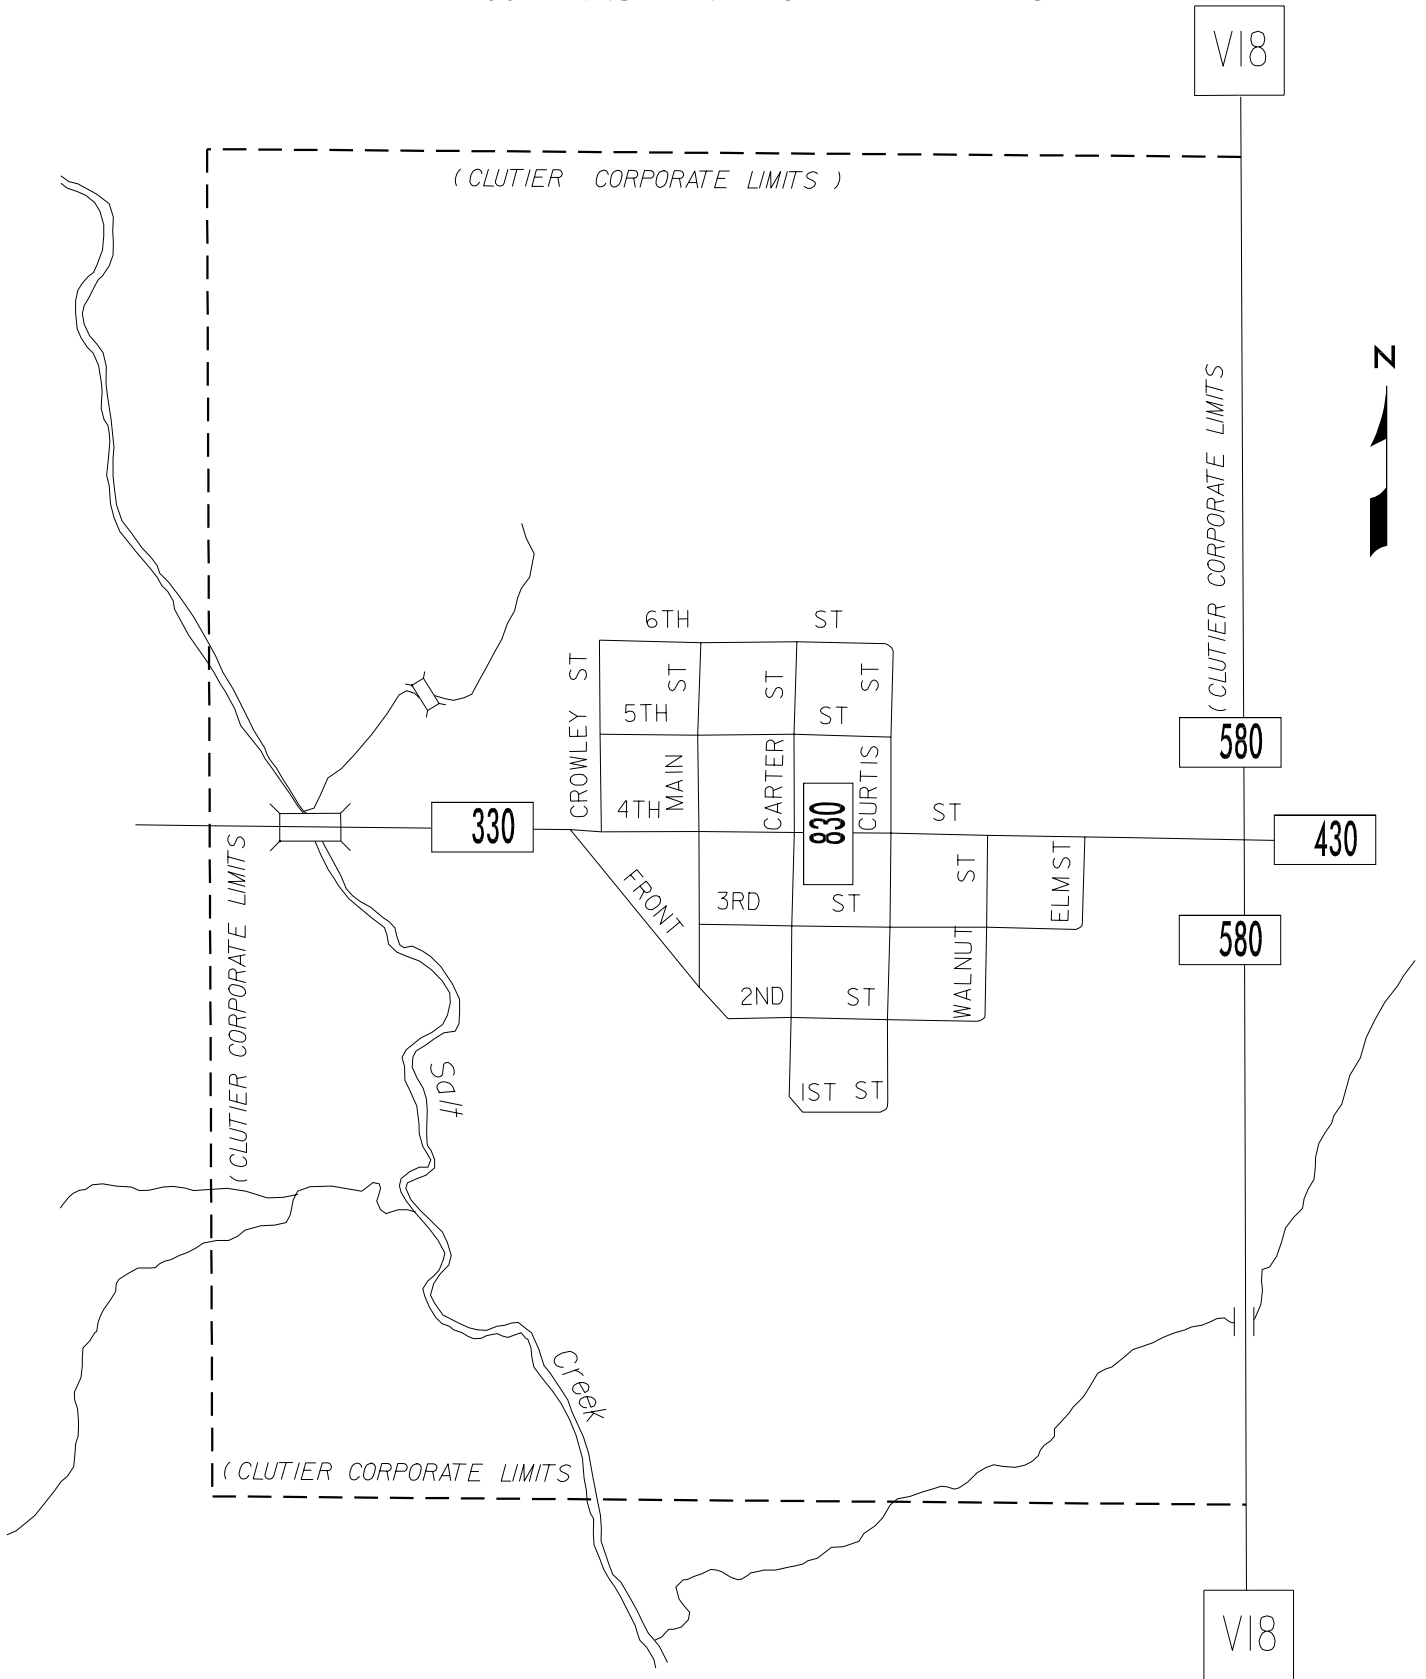 V18
( CLUTIER CORPORATE LIMITS )
N
( CLUTIER CORPORATE LIMITS
6TH ST
CROWLEY ST
MAIN ST
CARTER ST
CURTIS ST
5TH ST
580
4TH ST
330
830
430
( CLUTIER CORPORATE LIMITS
FRONT
3RD ST
WALNUT ST
ELM ST
580
2ND ST
1ST ST
Salt
Creek
( CLUTIER CORPORATE LIMITS
V18